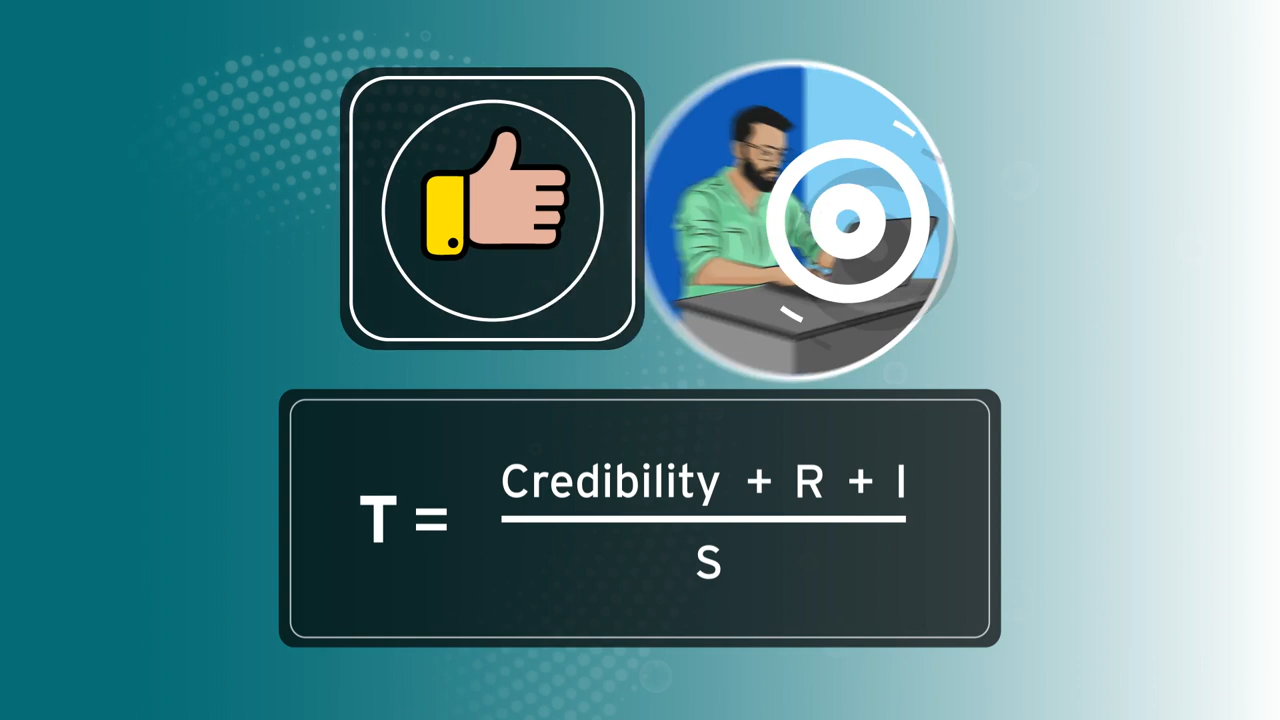 T = Credibility + R + I
S